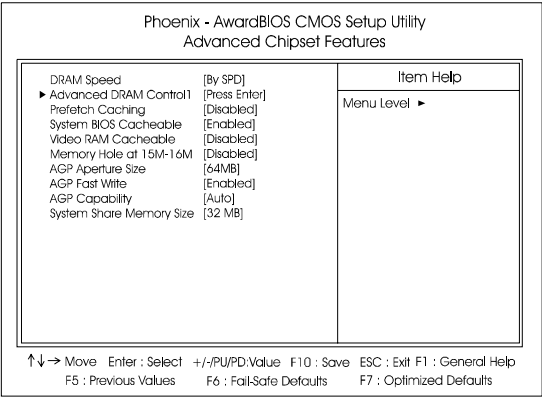 Phoenix - AwardBIOS CMOS Setup Utility
Advanced Chipset Features
Item Help
DRAM Speed [By SPD]
▶ Advanced DRAM Control1 [Press Enter]
Menu Level ►
Prefetch Caching [Disabled]
System BIOS Cacheable [Enabled]
Video RAM Cacheable [Disabled]
Memory Hole at 15M-16M [Disabled]
AGP Aperture Size [64MB]
AGP Fast Write [Enabled]
AGP Capability [Auto]
System Share Memory Size [32 MB]
↑↓→ Move Enter : Select +/-/PU/PD:Value F10 : Save ESC : Exit F1 : General Help
F5 : Previous Values F6 : Fail-Safe Defaults F7 : Optimized Defaults